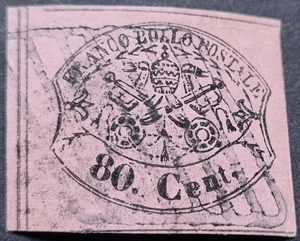 FRANCO BOLLO POSTALE
80. Cent.